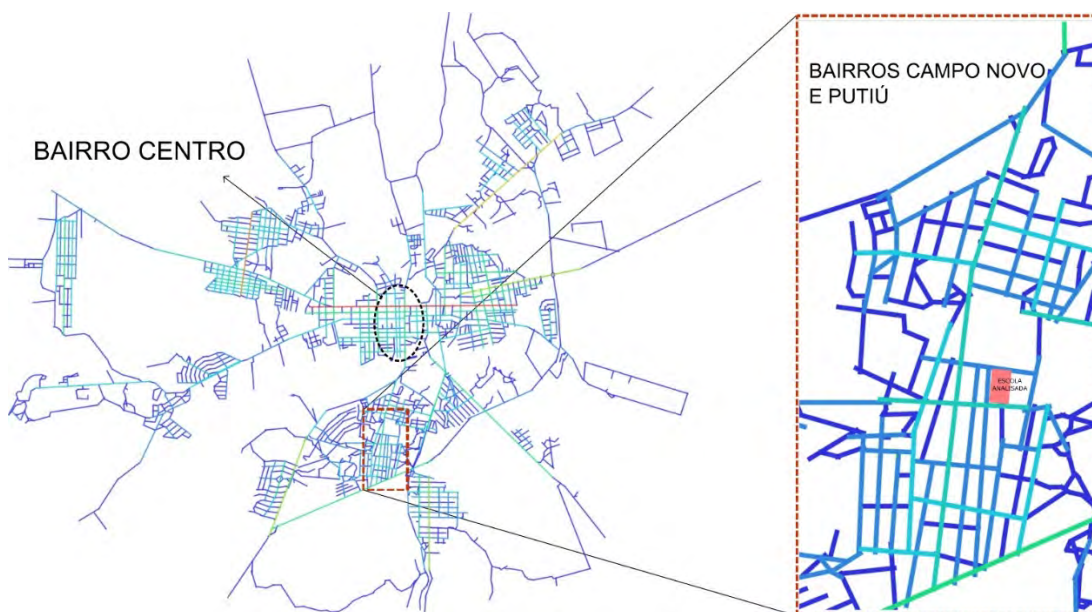 BAIRRO CENTRO
BAIRROS CAMPO NOVO
E PUTIÚ
ESCOLA
ANALISADA